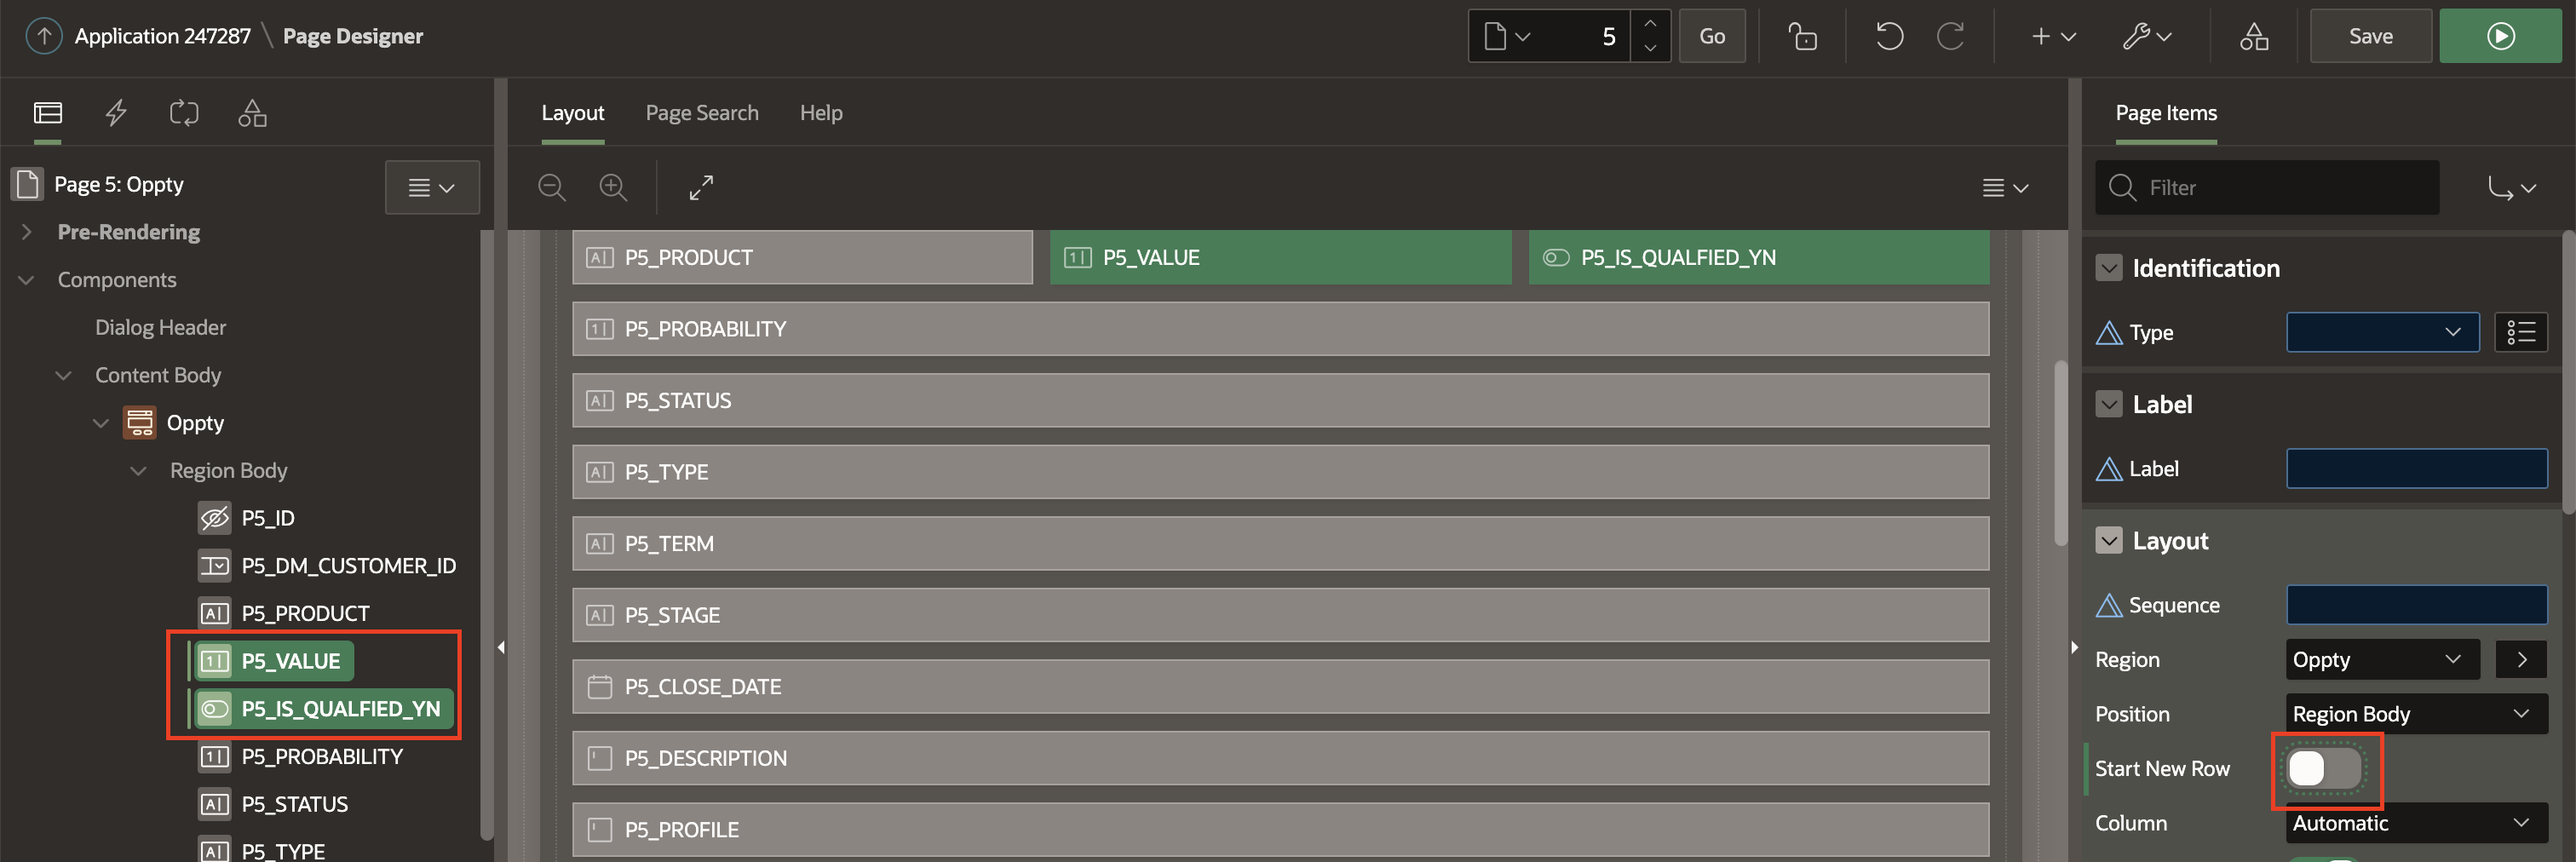 Application 247287 \ Page Designer
5
Go
Save
Layout
Page Search
Help
Page Items
Page 5: Oppty
Filter
Pre-Rendering
Components
Dialog Header
Content Body
Oppty
Region Body
P5_ID
P5_DM_CUSTOMER_ID
P5_PRODUCT
P5_VALUE
P5_IS_QUALFIED_YN
P5_PROBABILITY
P5_STATUS
P5_TYPE
P5_PRODUCT
P5_VALUE
P5_IS_QUALFIED_YN
P5_PROBABILITY
P5_STATUS
P5_TYPE
P5_TERM
P5_STAGE
P5_CLOSE_DATE
P5_DESCRIPTION
P5_PROFILE
Identification
Type
Label
Label
Layout
Sequence
Region
Oppty
Position
Region Body
Start New Row
Column
Automatic